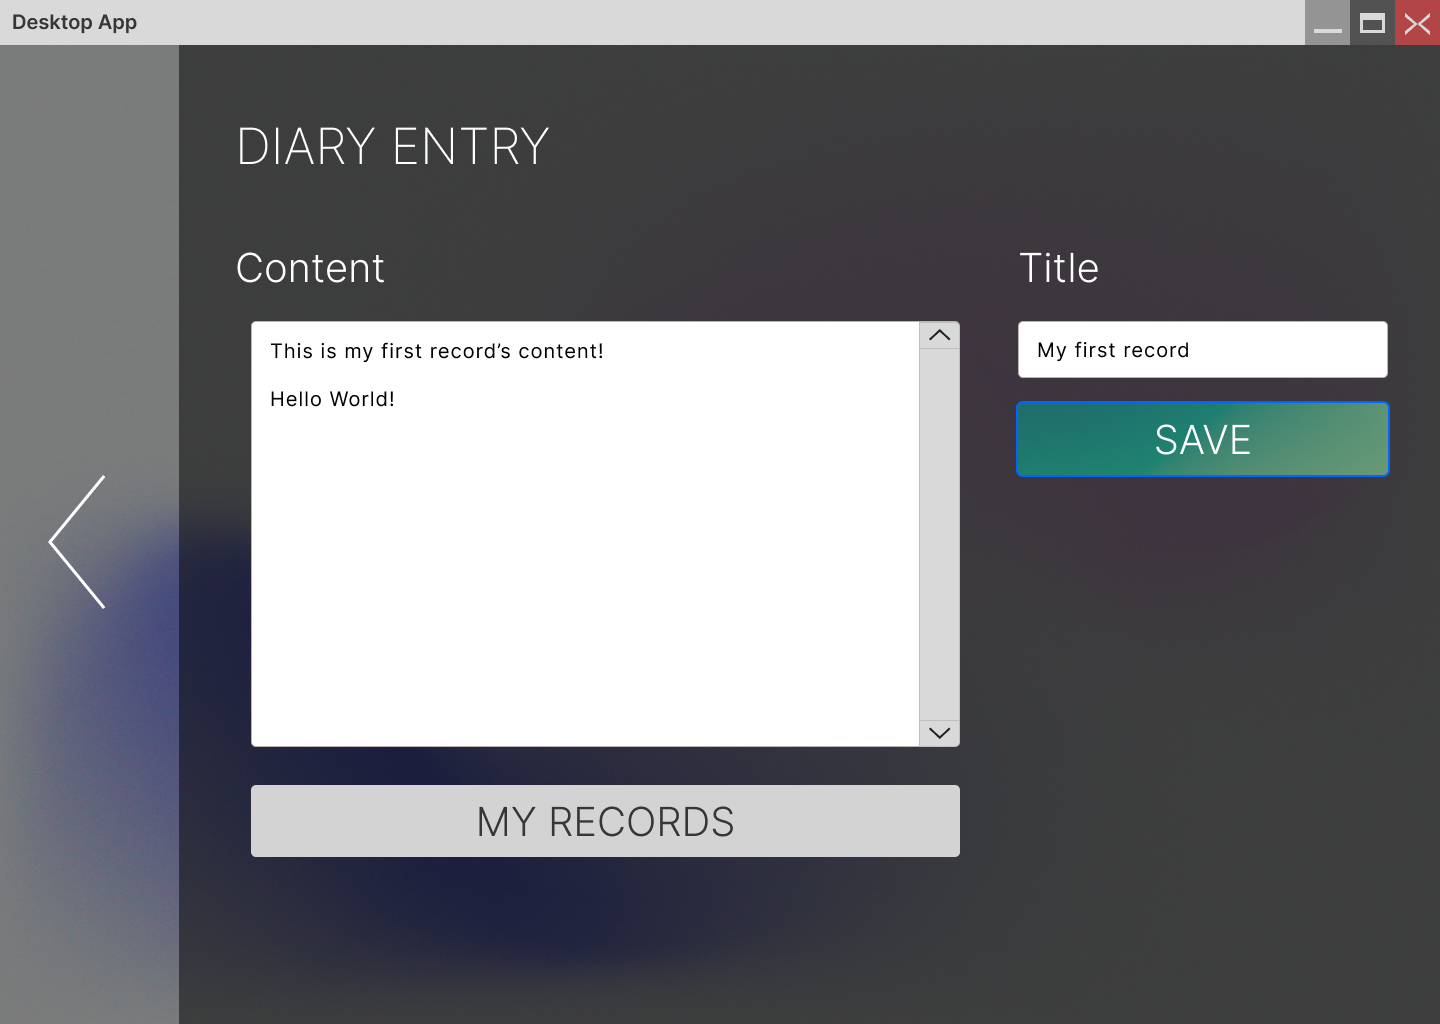 Desktop App
DIARY ENTRY
Content
This is my first record’s content!
Hello World!
MY RECORDS
Title
My first record
SAVE